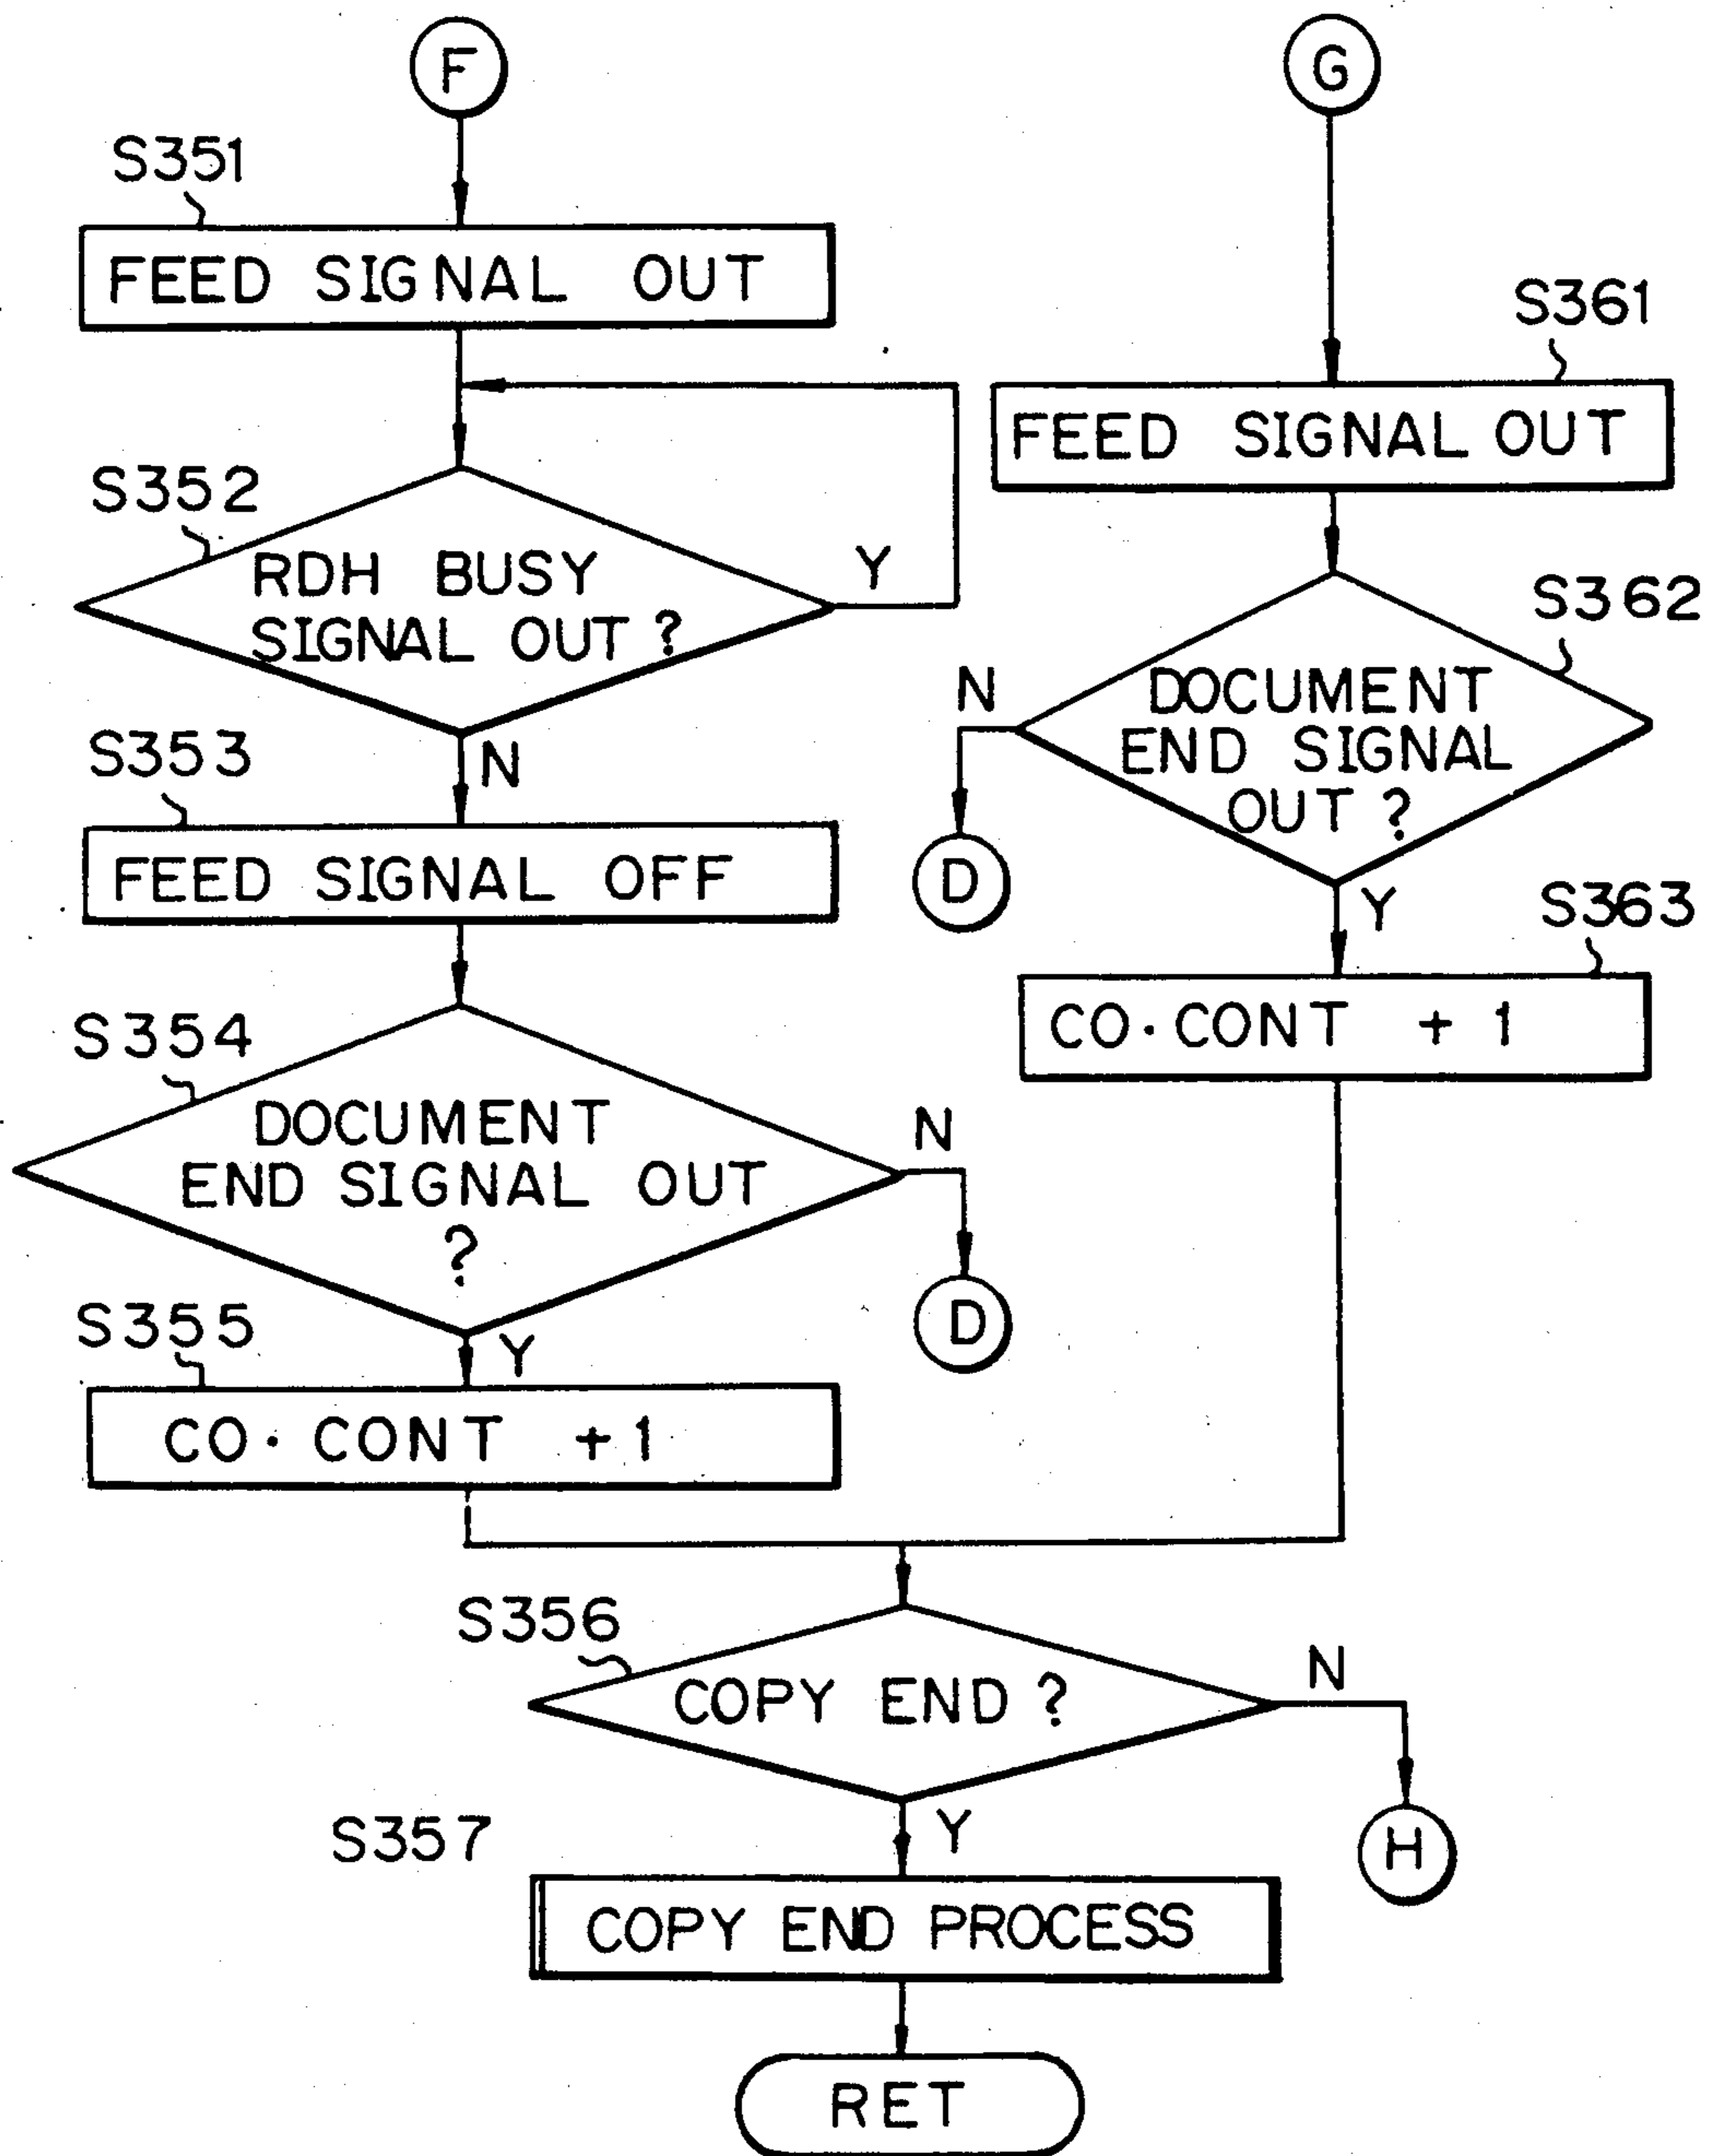 F
S351
FEED SIGNAL OUT
S352
RDH BUSY
SIGNAL OUT ?
Y
N
S353
FEED SIGNAL OFF
S354
DOCUMENT
END SIGNAL OUT
?
N
D
Y
S355
CO·CONT +1
G
S361
FEED SIGNAL OUT
S362
DOCUMENT
END SIGNAL
OUT ?
N
D
Y
S363
CO·CONT + 1
S356
COPY END ?
N
H
Y
S357
COPY END PROCESS
RET